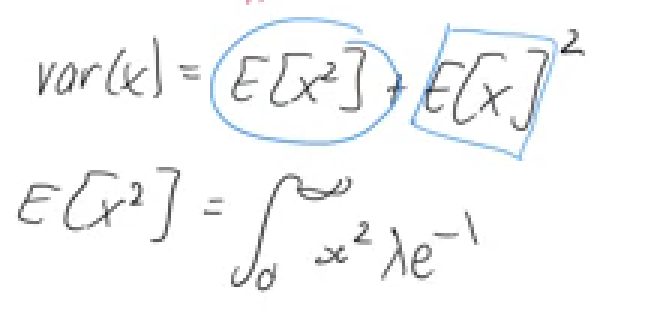 var(x) = E[x²] - E[x]²
E[x²] = ∫₀^∞ x² λe⁻¹